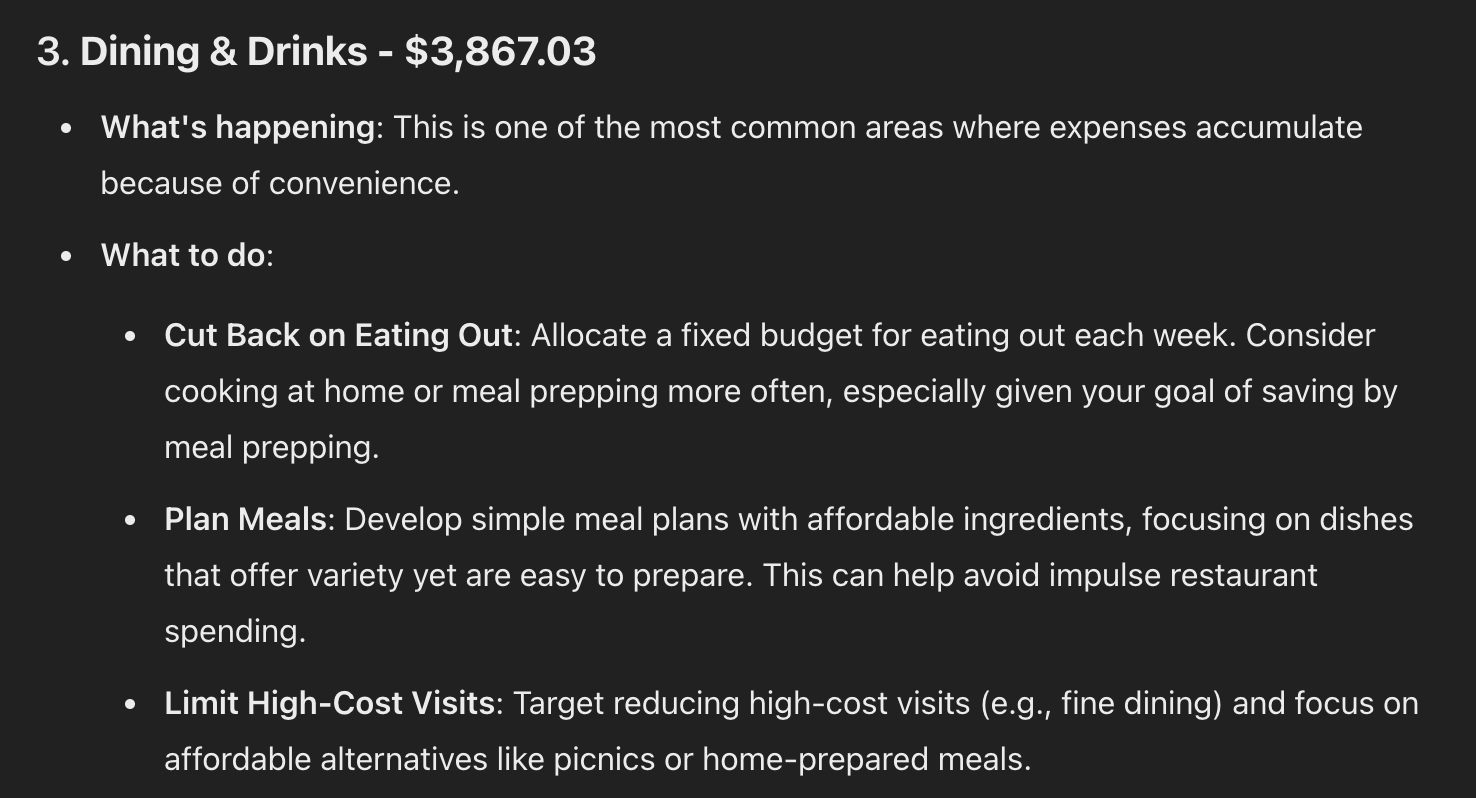 3. Dining & Drinks - $3,867.03
• What's happening: This is one of the most common areas where expenses accumulate
because of convenience.
• What to do:
• Cut Back on Eating Out: Allocate a fixed budget for eating out each week. Consider
cooking at home or meal prepping more often, especially given your goal of saving by
meal prepping.
• Plan Meals: Develop simple meal plans with affordable ingredients, focusing on dishes
that offer variety yet are easy to prepare. This can help avoid impulse restaurant
spending.
• Limit High-Cost Visits: Target reducing high-cost visits (e.g., fine dining) and focus on
affordable alternatives like picnics or home-prepared meals.